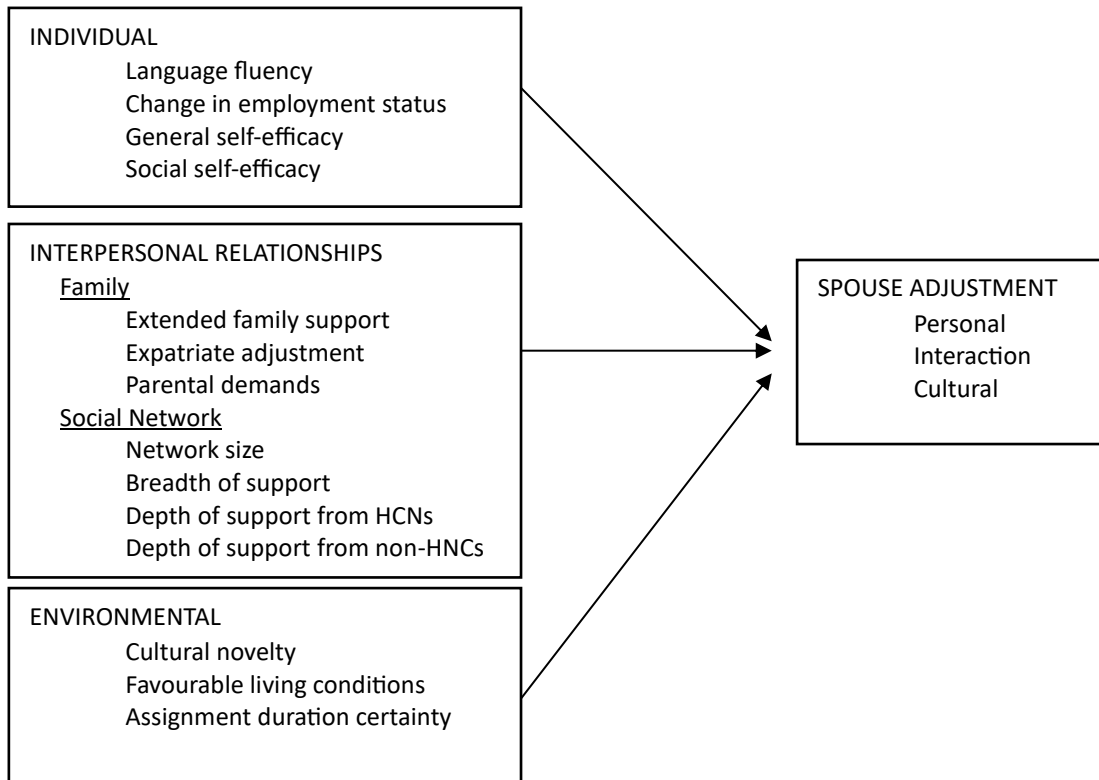 INDIVIDUAL
Language fluency
Change in employment status
General self-efficacy
Social self-efficacy
INTERPERSONAL RELATIONSHIPS
Family
Extended family support
Expatriate adjustment
Parental demands
Social Network
Network size
Breadth of support
Depth of support from HCNs
Depth of support from non-HNCs
ENVIRONMENTAL
Cultural novelty
Favourable living conditions
Assignment duration certainty
SPOUSE ADJUSTMENT
Personal
Interaction
Cultural